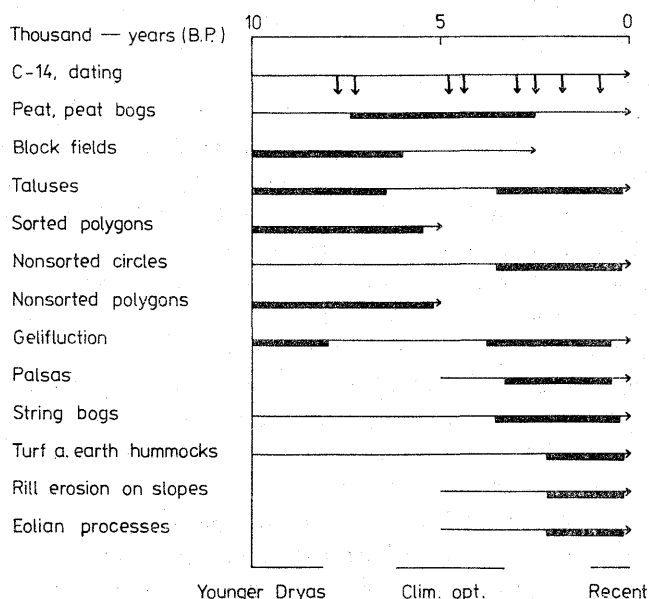 10 5 0
Thousand — years (B.P.)
C-14, dating
Peat, peat bogs
Block fields
Taluses
Sorted polygons
Nonsorted circles
Nonsorted polygons
Gelifluction
Palsas
String bogs
Turf a. earth hummocks
Rill erosion on slopes
Eolian processes
Younger Dryas Clim. opt. Recent